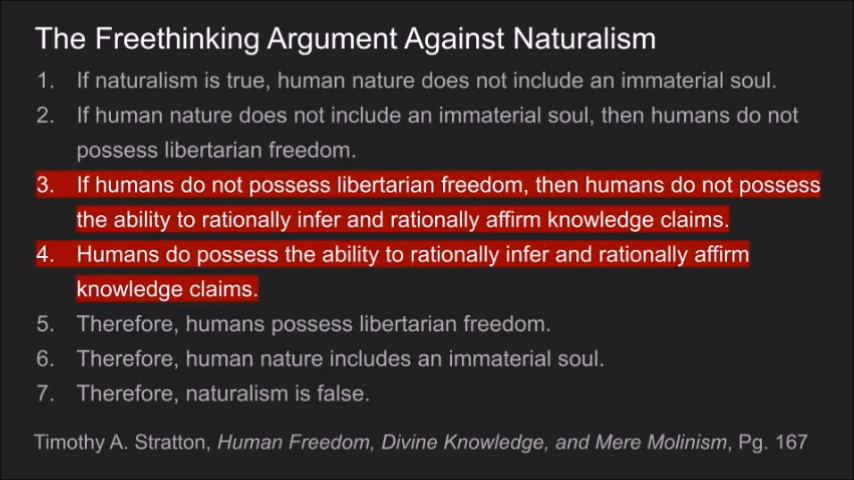 The Freethinking Argument Against Naturalism
1. If naturalism is true, human nature does not include an immaterial soul.
2. If human nature does not include an immaterial soul, then humans do not
possess libertarian freedom.
3. If humans do not possess libertarian freedom, then humans do not possess
the ability to rationally infer and rationally affirm knowledge claims.
4. Humans do possess the ability to rationally infer and rationally affirm
knowledge claims.
5. Therefore, humans possess libertarian freedom.
6. Therefore, human nature includes an immaterial soul.
7. Therefore, naturalism is false.
Timothy A. Stratton, Human Freedom, Divine Knowledge, and Mere Molinism, Pg. 167